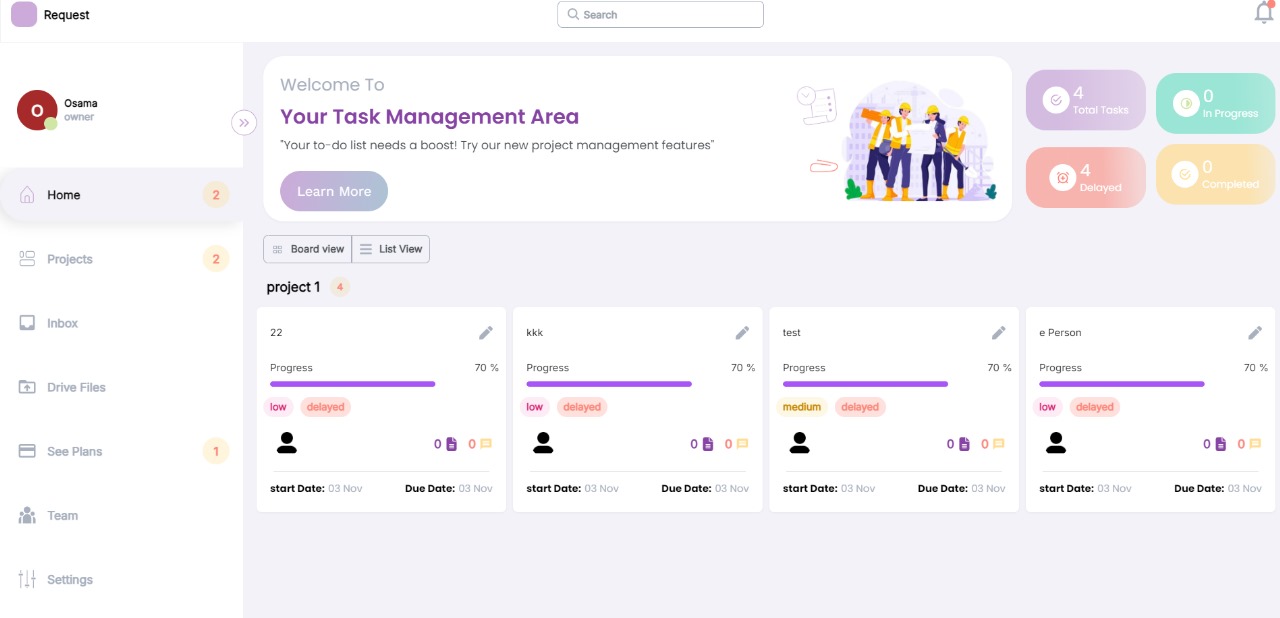 Request
Search
O
Osama
owner
Home 2
Projects 2
Inbox
Drive Files
See Plans 1
Team
Settings
Welcome To
Your Task Management Area
"Your to-do list needs a boost! Try our new project management features"
Learn More
4
Total Tasks
0
In Progress
4
Delayed
0
Completed
Board view
List View
project 1 4
22
Progress 70 %
low delayed
0 0
start Date: 03 Nov Due Date: 03 Nov
kkk
Progress 70 %
low delayed
0 0
start Date: 03 Nov Due Date: 03 Nov
test
Progress 70 %
medium delayed
0 0
start Date: 03 Nov Due Date: 03 Nov
e Person
Progress 70 %
low delayed
0 0
start Date: 03 Nov Due Date: 03 Nov